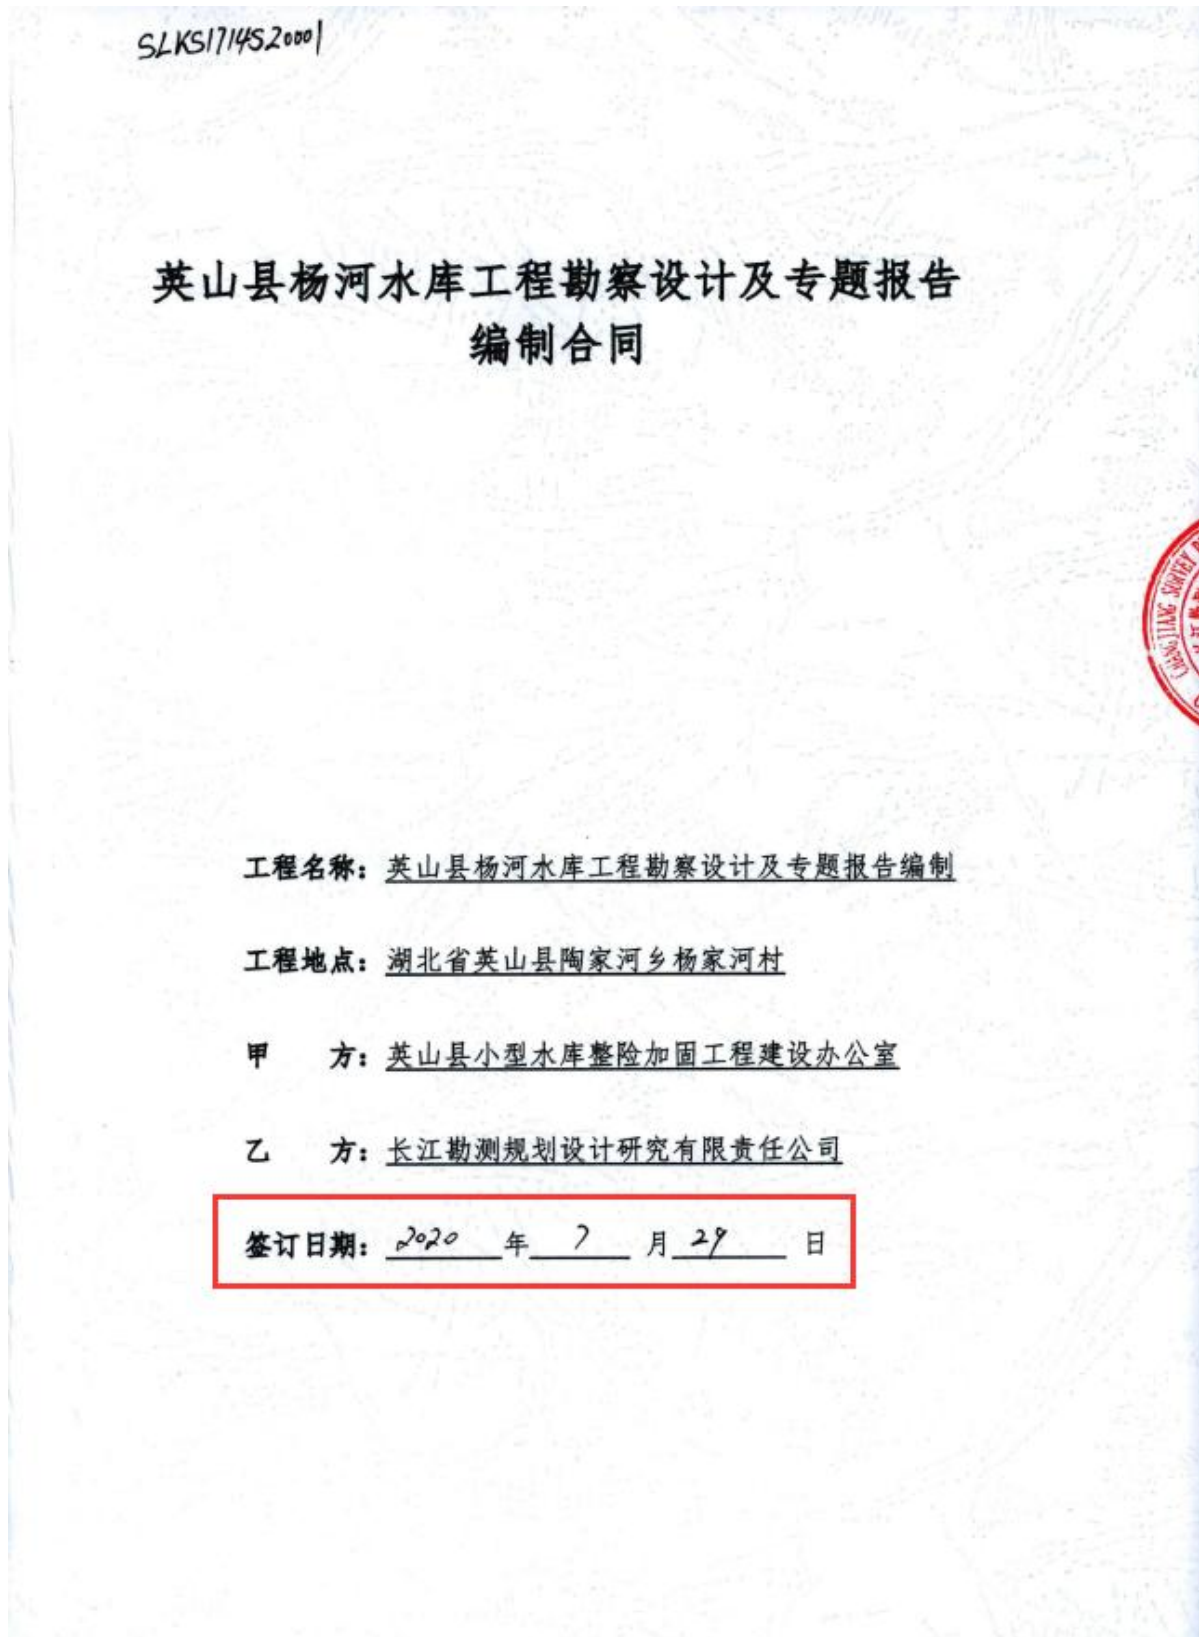 SLKS1714S20001
英山县杨河水库工程勘察设计及专题报告
编制合同
CHANGJIANG SURVEY
工程名称：英山县杨河水库工程勘察设计及专题报告编制
工程地点：湖北省英山县陶家河乡杨家河村
甲 方：英山县小型水库整险加固工程建设办公室
乙 方：长江勘测规划设计研究有限责任公司
签订日期：2020 年 7 月 29 日